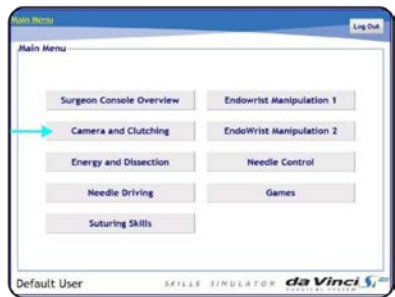 Main Menu
Log Out
Main Menu
Surgeon Console Overview
Endowrist Manipulation 1
Camera and Clutching
EndoWrist Manipulation 2
Energy and Dissection
Needle Control
Needle Driving
Games
Suturing Skills
Default User
SKILLS SIMULATOR
da Vinci Si